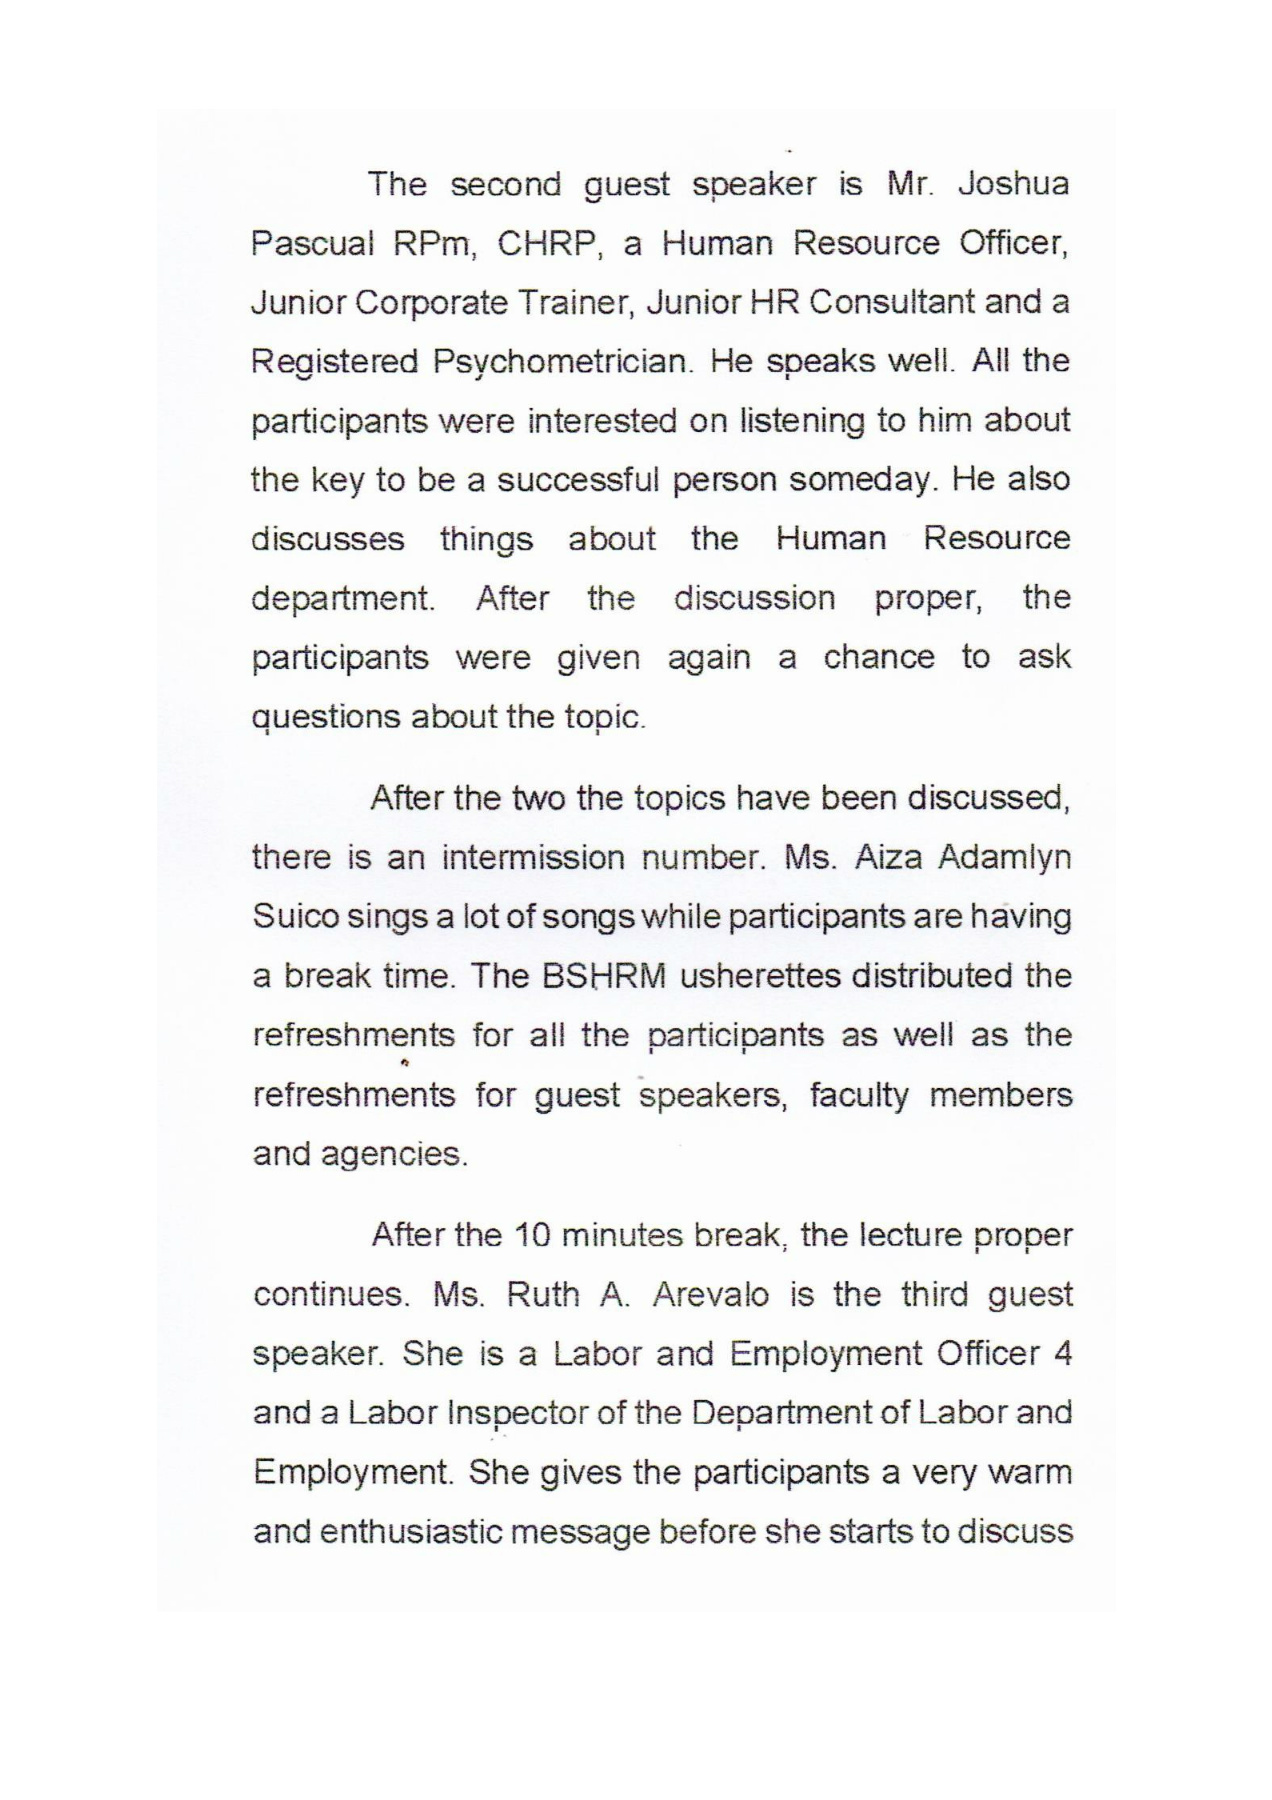 The second guest speaker is Mr. Joshua
Pascual RPm, CHRP, a Human Resource Officer,
Junior Corporate Trainer, Junior HR Consultant and a
Registered Psychometrician. He speaks well. All the
participants were interested on listening to him about
the key to be a successful person someday. He also
discusses things about the Human Resource
department. After the discussion proper, the
participants were given again a chance to ask
questions about the topic.
After the two the topics have been discussed,
there is an intermission number. Ms. Aiza Adamlyn
Suico sings a lot of songs while participants are having
a break time. The BSHRM usherettes distributed the
refreshments for all the participants as well as the
refreshments for guest speakers, faculty members
and agencies.
After the 10 minutes break, the lecture proper
continues. Ms. Ruth A. Arevalo is the third guest
speaker. She is a Labor and Employment Officer 4
and a Labor Inspector of the Department of Labor and
Employment. She gives the participants a very warm
and enthusiastic message before she starts to discuss